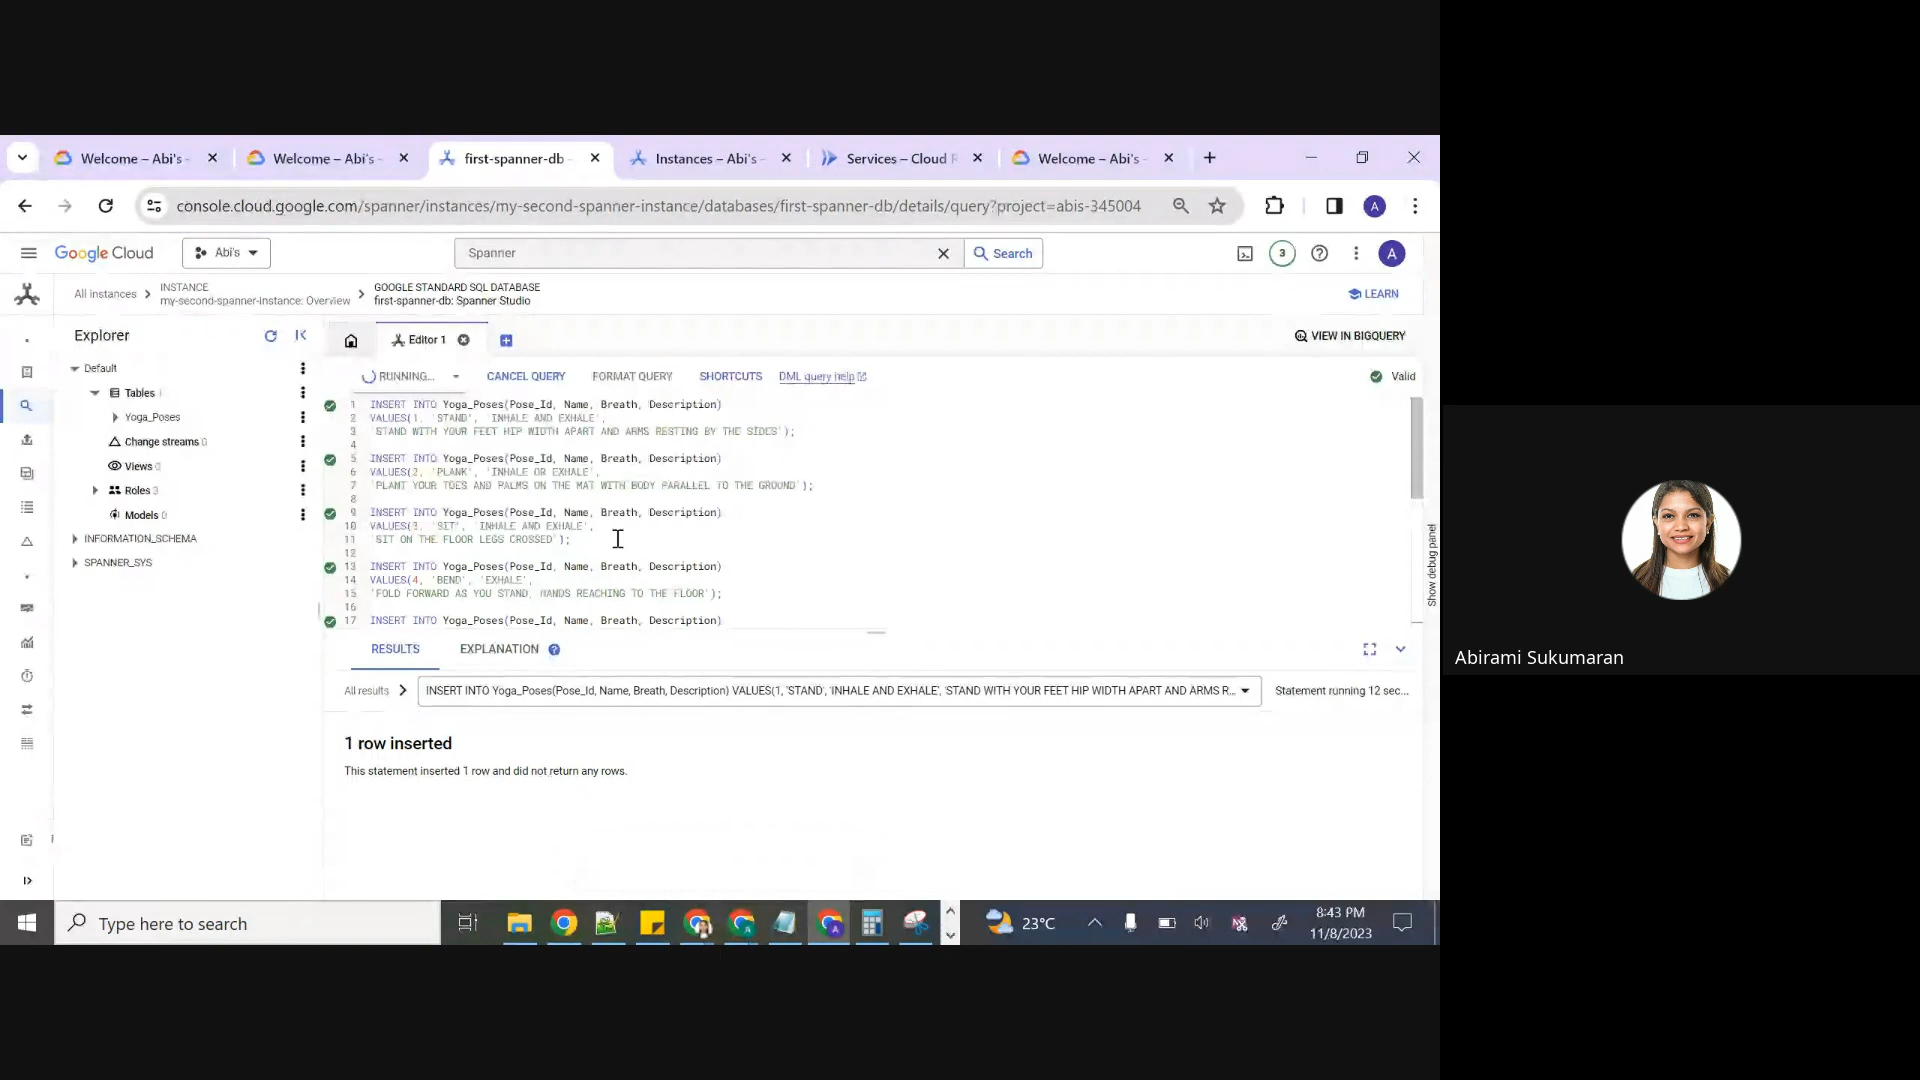 Welcome – Abi's -
Welcome – Abi's -
first-spanner-db -
Instances – Abi's -
Services – Cloud R
Welcome – Abi's -
console.cloud.google.com/spanner/instances/my-second-spanner-instance/databases/first-spanner-db/details/query?project=abis-345004
A
Google Cloud
Abi's
Spanner
Search
3
A
All instances
INSTANCE
my-second-spanner-instance: Overview
GOOGLE STANDARD SQL DATABASE
first-spanner-db: Spanner Studio
LEARN
Explorer
Default
Tables
Yoga_Poses
Change streams 0
Views 0
Roles 3
Models 0
INFORMATION_SCHEMA
SPANNER_SYS
Editor 1
VIEW IN BIGQUERY
RUNNING...
CANCEL QUERY
FORMAT QUERY
SHORTCUTS
DML query help
Valid
1 INSERT INTO Yoga_Poses(Pose_Id, Name, Breath, Description)
2 VALUES(1, 'STAND', 'INHALE AND EXHALE',
3 'STAND WITH YOUR FEET HIP WIDTH APART AND ARMS RESTING BY THE SIDES');
4
5 INSERT INTO Yoga_Poses(Pose_Id, Name, Breath, Description)
6 VALUES(2, 'PLANK', 'INHALE OR EXHALE',
7 'PLANT YOUR TOES AND PALMS ON THE MAT WITH BODY PARALLEL TO THE GROUND');
8
9 INSERT INTO Yoga_Poses(Pose_Id, Name, Breath, Description)
10 VALUES(3, 'SIT', 'INHALE AND EXHALE',
11 'SIT ON THE FLOOR LEGS CROSSED');
12
13 INSERT INTO Yoga_Poses(Pose_Id, Name, Breath, Description)
14 VALUES(4, 'BEND', 'EXHALE',
15 'FOLD FORWARD AS YOU STAND, HANDS REACHING TO THE FLOOR');
16
17 INSERT INTO Yoga_Poses(Pose_Id, Name, Breath, Description)
Show debug panel
RESULTS
EXPLANATION
All results
INSERT INTO Yoga_Poses(Pose_Id, Name, Breath, Description) VALUES(1, 'STAND', 'INHALE AND EXHALE', 'STAND WITH YOUR FEET HIP WIDTH APART AND ARMS R...
Statement running 12 sec...
1 row inserted
This statement inserted 1 row and did not return any rows.
Type here to search
23°C
8:43 PM
11/8/2023
Abirami Sukumaran